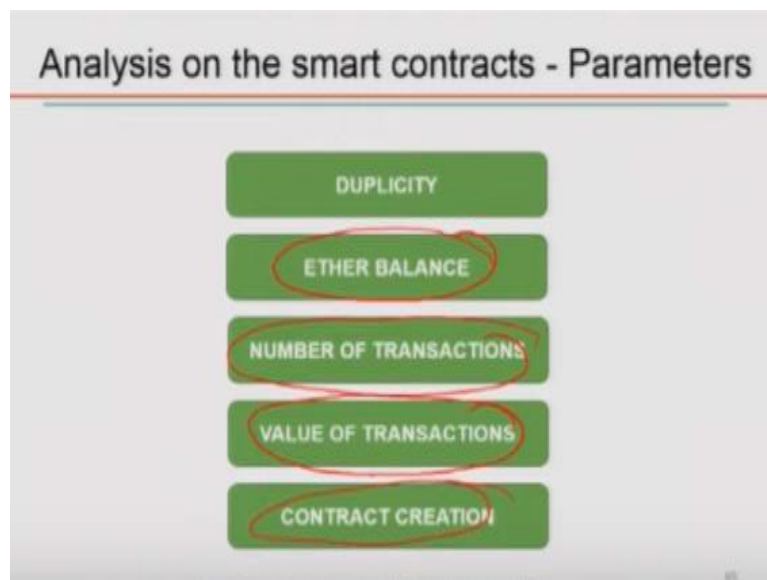 Analysis on the smart contracts - Parameters
DUPLICITY
ETHER BALANCE
NUMBER OF TRANSACTIONS
VALUE OF TRANSACTIONS
CONTRACT CREATION